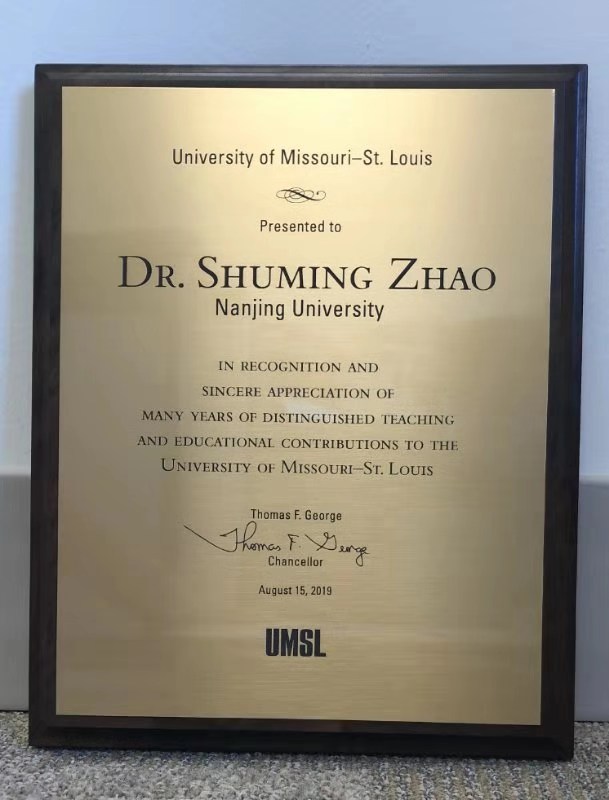 University of Missouri–St. Louis
Presented to
DR. SHUMING ZHAO
Nanjing University
IN RECOGNITION AND
SINCERE APPRECIATION OF
MANY YEARS OF DISTINGUISHED TEACHING
AND EDUCATIONAL CONTRIBUTIONS TO THE
UNIVERSITY OF MISSOURI–ST. LOUIS
Thomas F. George
Thomas F. George
Chancellor
August 15, 2019
UMSL